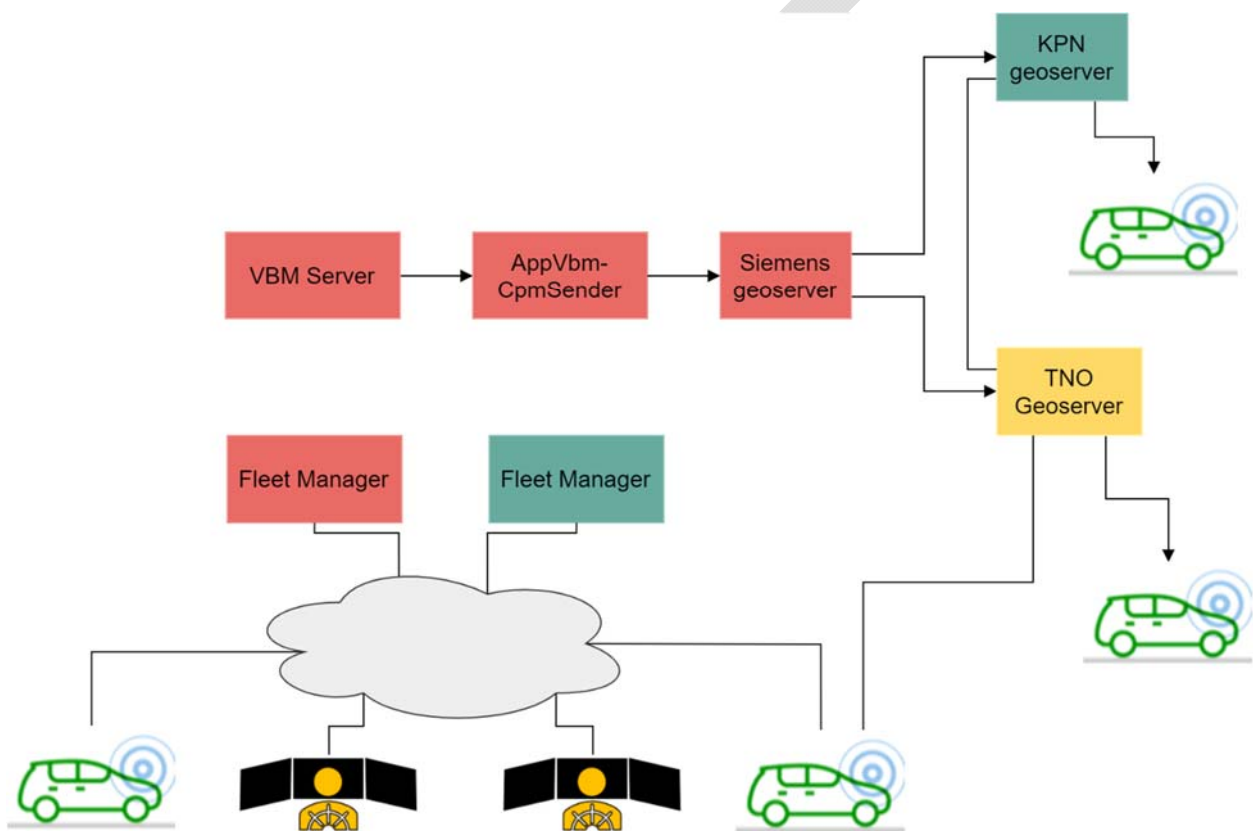 KPN
geoserver
VBM Server
AppVbm-
CpmSender
Siemens
geoserver
TNO
Geoserver
Fleet Manager
Fleet Manager